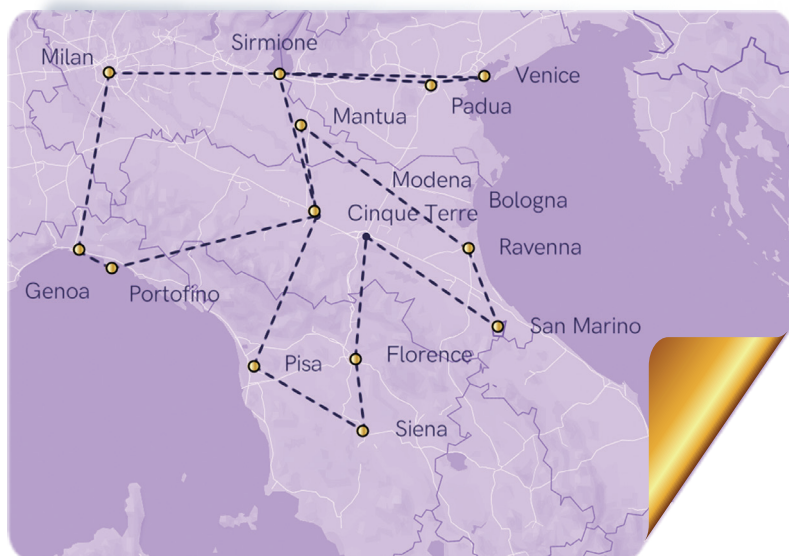 Sirmione
Milan
Venice
Padua
Mantua
Modena
Bologna
Cinque Terre
Ravenna
Genoa
Portofino
San Marino
Pisa
Florence
Siena